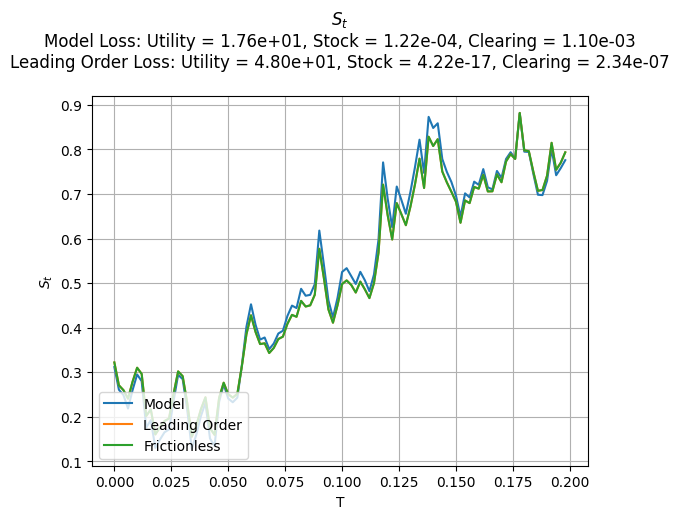 S_t
Model Loss: Utility = 1.76e+01, Stock = 1.22e-04, Clearing = 1.10e-03
Leading Order Loss: Utility = 4.80e+01, Stock = 4.22e-17, Clearing = 2.34e-07
0.9
0.8
0.7
0.6
0.5
0.4
0.3
0.2
0.1
S_t
Model
Leading Order
Frictionless
0.000 0.025 0.050 0.075 0.100 0.125 0.150 0.175 0.200
T